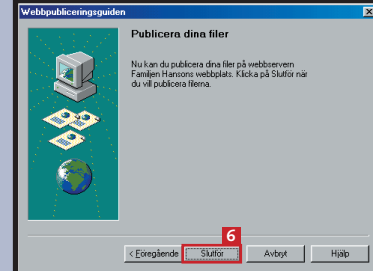 Webbpubliceringsguiden
Publicera dina filer
Nu kan du publicera dina filer på webbservern
Familjen Hansons webbplats. Klicka på Slutför när
du vill publicera filerna.
6
< Föregående Slutför Avbryt Hjälp